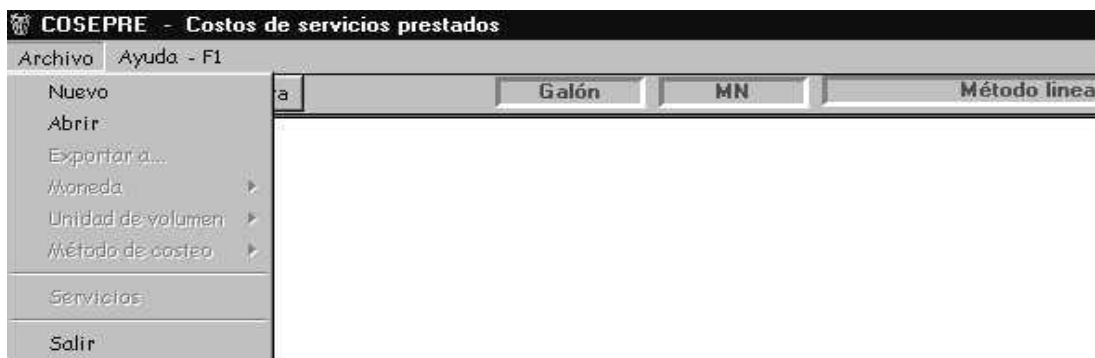 COSEPRE - Costos de servicios prestados
Archivo Ayuda - F1
Nuevo
a Galón MN Método linea
Abrir
Exportar a...
Moneda
Unidad de volumen
Método de costeo
Servicios
Salir